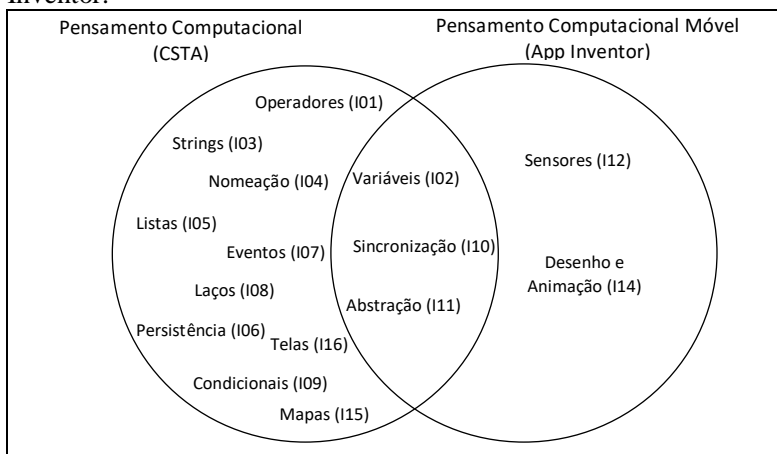 Inventor.
Pensamento Computacional
(CSTA)
Pensamento Computacional Móvel
(App Inventor)
Operadores (I01)
Strings (I03)
Nomeação (I04)
Listas (I05)
Eventos (I07)
Laços (I08)
Persistência (I06)
Telas (I16)
Condicionais (I09)
Mapas (I15)
Variáveis (I02)
Sincronização (I10)
Abstração (I11)
Sensores (I12)
Desenho e
Animação (I14)